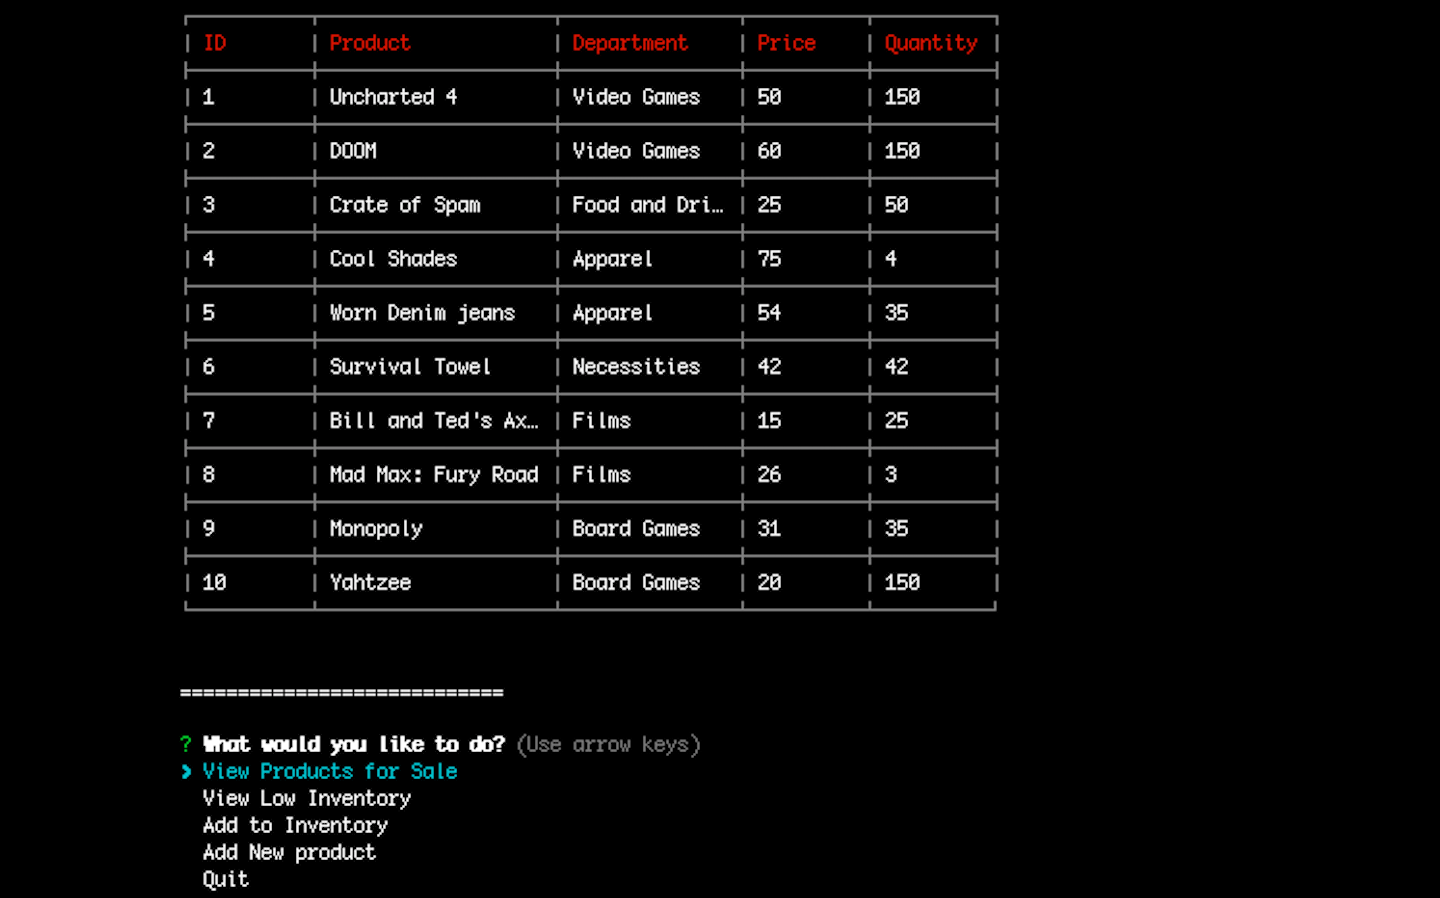 ID Product Department Price Quantity
1 Uncharted 4 Video Games 50 150
2 DOOM Video Games 60 150
3 Crate of Spam Food and Dri… 25 50
4 Cool Shades Apparel 75 4
5 Worn Denim jeans Apparel 54 35
6 Survival Towel Necessities 42 42
7 Bill and Ted's Ax… Films 15 25
8 Mad Max: Fury Road Films 26 3
9 Monopoly Board Games 31 35
10 Yahtzee Board Games 20 150
============================
? What would you like to do? (Use arrow keys)
❯ View Products for Sale
View Low Inventory
Add to Inventory
Add New product
Quit